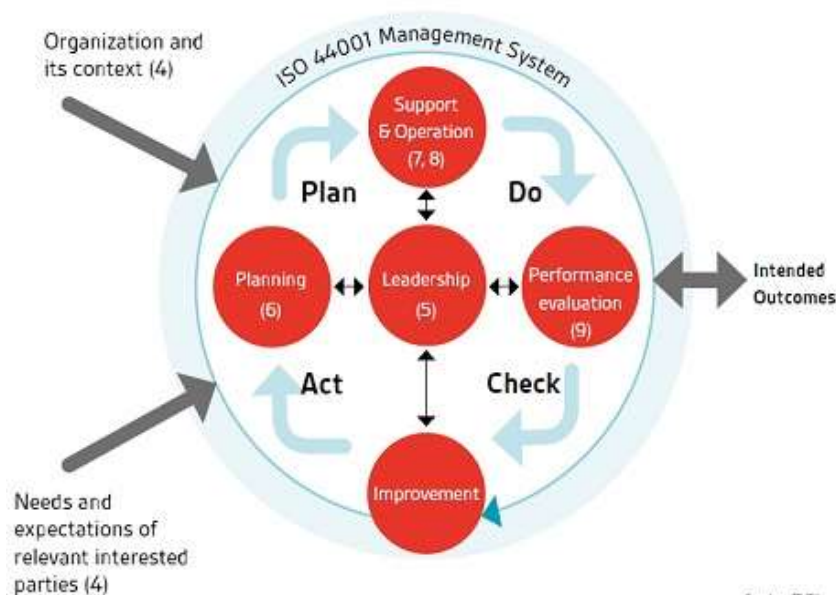 Organization and
its context (4)
ISO 44001 Management System
Support
& Operation
(7, 8)
Plan
Do
Planning
(6)
Leadership
(5)
Performance
evaluation
(9)
Intended
Outcomes
Act
Check
Improvement
Needs and
expectations of
relevant interested
parties (4)